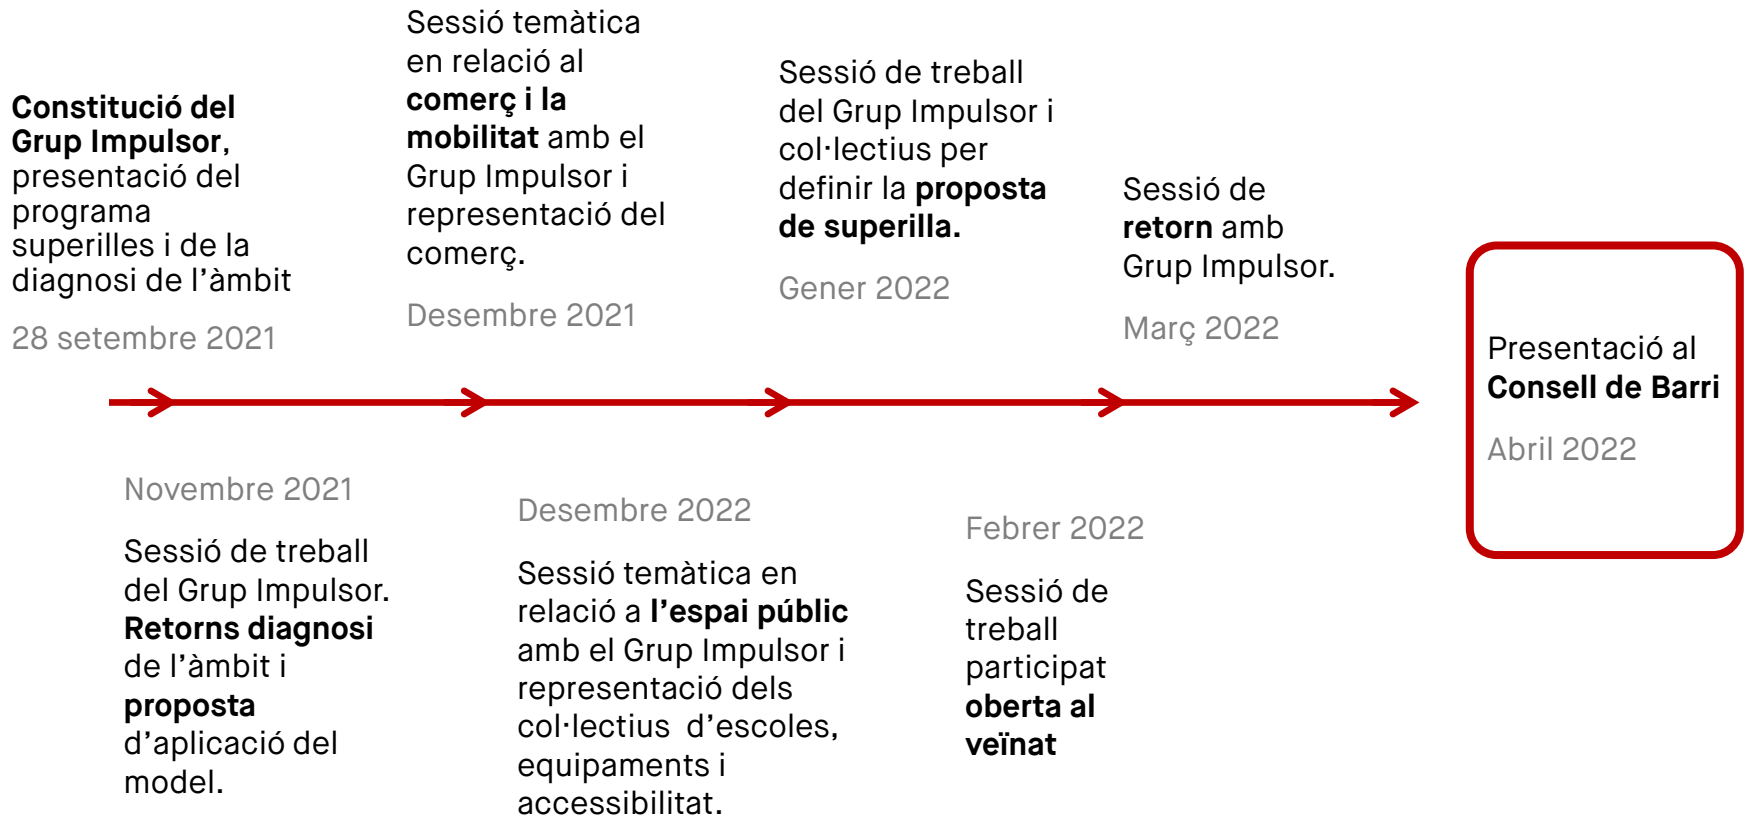 Constitució del
Grup Impulsor,
presentació del
programa
superilles i de la
diagnosi de l’àmbit
28 setembre 2021
Sessió temàtica
en relació al
comerç i la
mobilitat amb el
Grup Impulsor i
representació del
comerç.
Desembre 2021
Sessió de treball
del Grup Impulsor i
col·lectius per
definir la proposta
de superilla.
Gener 2022
Sessió de
retorn amb
Grup Impulsor.
Març 2022
Presentació al
Consell de Barri
Abril 2022
Novembre 2021
Sessió de treball
del Grup Impulsor.
Retorns diagnosi
de l’àmbit i
proposta
d’aplicació del
model.
Desembre 2022
Sessió temàtica en
relació a l’espai públic
amb el Grup Impulsor i
representació dels
col·lectius  d’escoles,
equipaments i
accessibilitat.
Febrer 2022
Sessió de
treball
participat
oberta al
veïnat